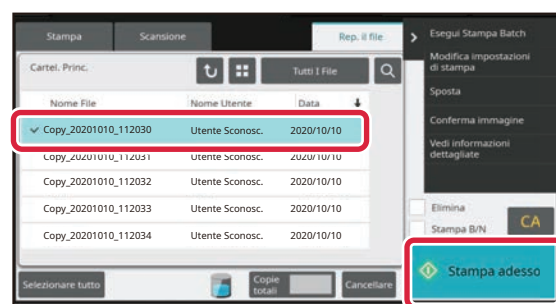 Stampa Scansione Rep. il file
Cartel. Princ. Tutti I File
Nome File Nome Utente Data
Copy_20201010_112030 Utente Sconosc. 2020/10/10
Copy_20201010_112031 Utente Sconosc. 2020/10/10
Copy_20201010_112032 Utente Sconosc. 2020/10/10
Copy_20201010_112033 Utente Sconosc. 2020/10/10
Copy_20201010_112034 Utente Sconosc. 2020/10/10
Selezionare tutto Copie totali Cancellare
Esegui Stampa Batch
Modifica impostazioni
di stampa
Sposta
Conferma immagine
Vedi informazioni
dettagliate
Elimina
Stampa B/N CA
Stampa adesso